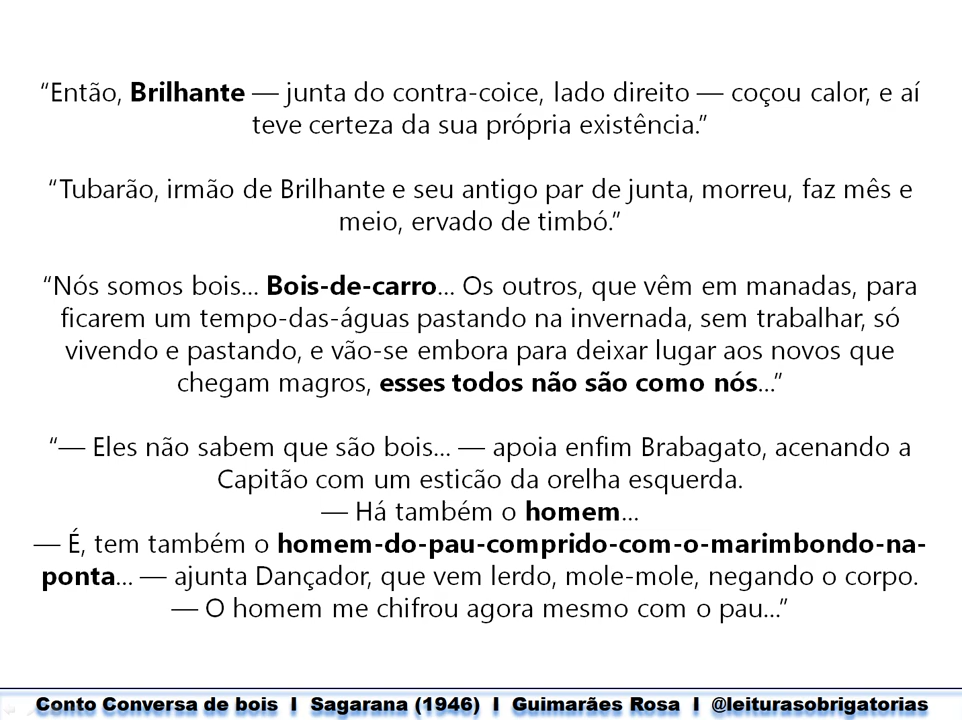 “Então, Brilhante — junta do contra-coice, lado direito — coçou calor, e aí
teve certeza da sua própria existência.”
“Tubarão, irmão de Brilhante e seu antigo par de junta, morreu, faz mês e
meio, ervado de timbó.”
“Nós somos bois... Bois-de-carro... Os outros, que vêm em manadas, para
ficarem um tempo-das-águas pastando na invernada, sem trabalhar, só
vivendo e pastando, e vão-se embora para deixar lugar aos novos que
chegam magros, esses todos não são como nós...”
“— Eles não sabem que são bois... — apoia enfim Brabagato, acenando a
Capitão com um esticão da orelha esquerda.
— Há também o homem...
— É, tem também o homem-do-pau-comprido-com-o-marimbondo-na-
ponta... — ajunta Dançador, que vem lerdo, mole-mole, negando o corpo.
— O homem me chifrou agora mesmo com o pau...”
Conto Conversa de bois I Sagarana (1946) I Guimarães Rosa I @leiturasobrigatorias